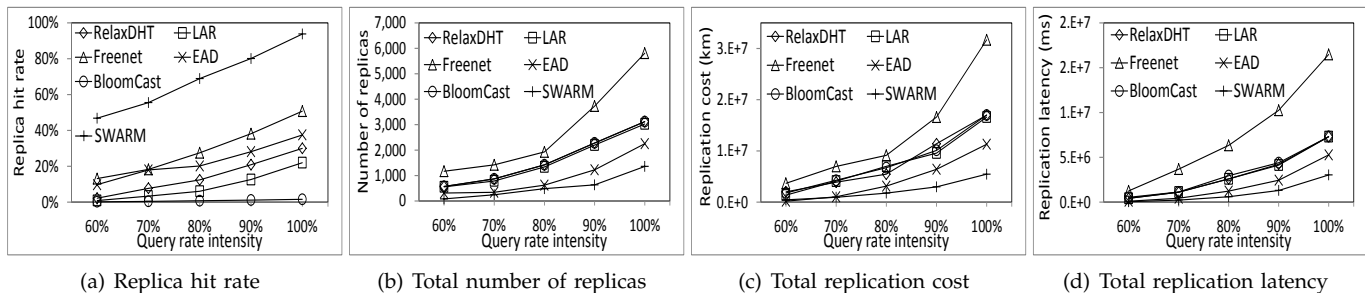 100%
80%
60%
40%
20%
0%
Replica hit rate
RelaxDHT
LAR
Freenet
EAD
BloomCast
SWARM
60% 70% 80% 90% 100%
Query rate intensity
(a) Replica hit rate
7,000
6,000
5,000
4,000
3,000
2,000
1,000
0
Number of replicas
RelaxDHT
LAR
Freenet
EAD
BloomCast
SWARM
60% 70% 80% 90% 100%
Query rate intensity
(b) Total number of replicas
3.E+7
2.E+7
1.E+7
0.E+0
Replication cost (km)
RelaxDHT
LAR
Freenet
EAD
BloomCast
SWARM
60% 70% 80% 90% 100%
Query rate intensity
(c) Total replication cost
2.E+7
2.E+7
1.E+7
5.E+6
0.E+0
Replication latency (ms)
RelaxDHT
LAR
Freenet
EAD
BloomCast
SWARM
60% 70% 80% 90% 100%
Query rate intensity
(d) Total replication latency